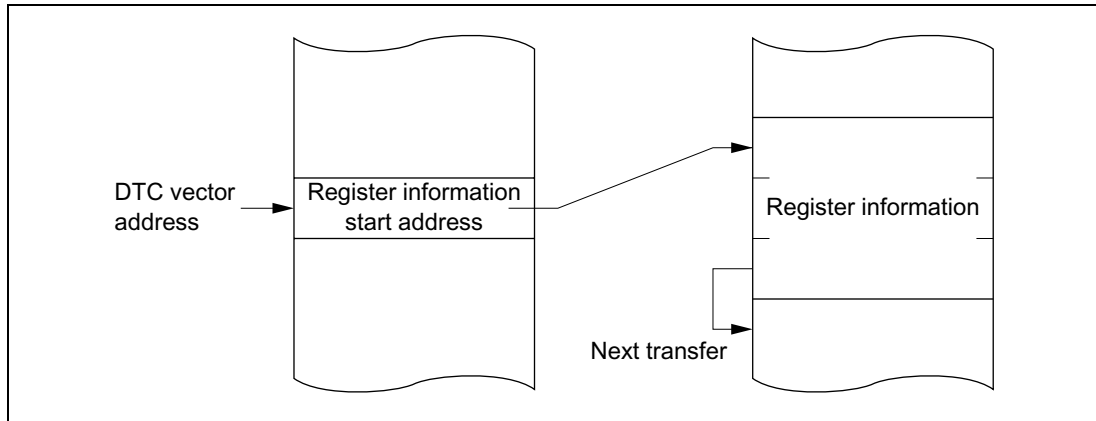 DTC vector
address
Register information
start address
Register information
Next transfer